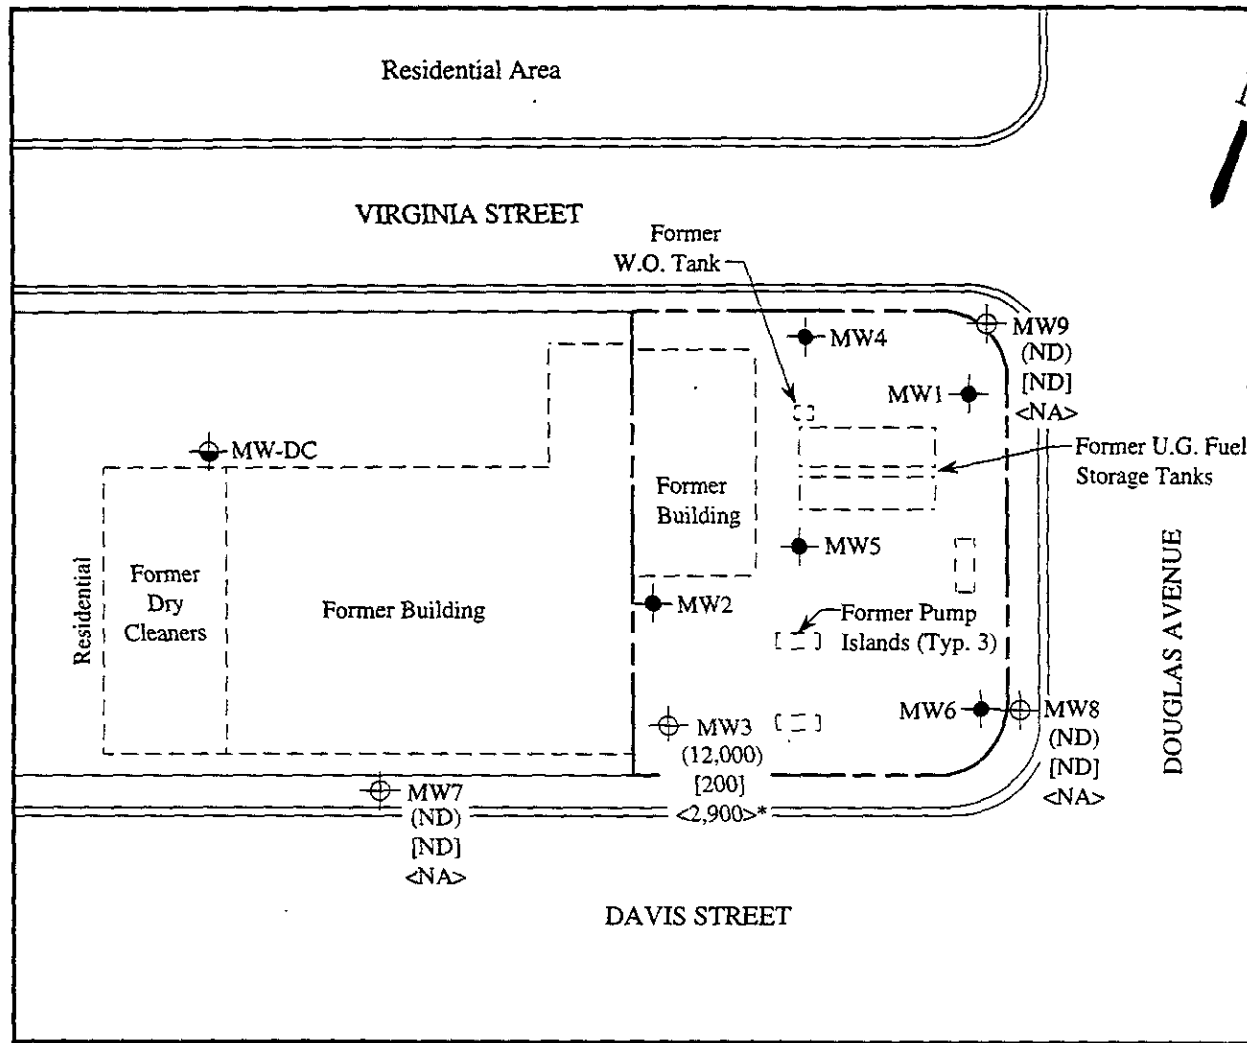 Residential Area
VIRGINIA STREET
Former
W.O. Tank
MW4
MW9
(ND)
[ND]
<NA>
MW1
MW-DC
Former U.G. Fuel
Storage Tanks
Former
Building
MW5
Residential
Former
Dry
Cleaners
Former Building
MW2
Former Pump
Islands (Typ. 3)
DOUGLAS AVENUE
MW6
MW8
(ND)
[ND]
<NA>
MW3
(12,000)
[200]
<2,900>*
MW7
(ND)
[ND]
<NA>
DAVIS STREET